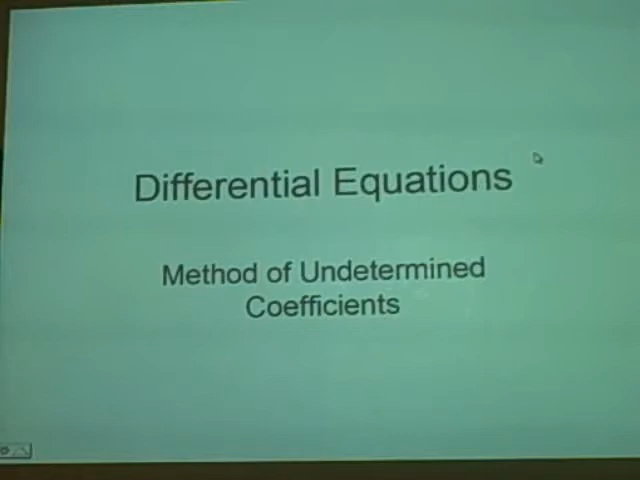 Differential Equations
Method of Undetermined
Coefficients